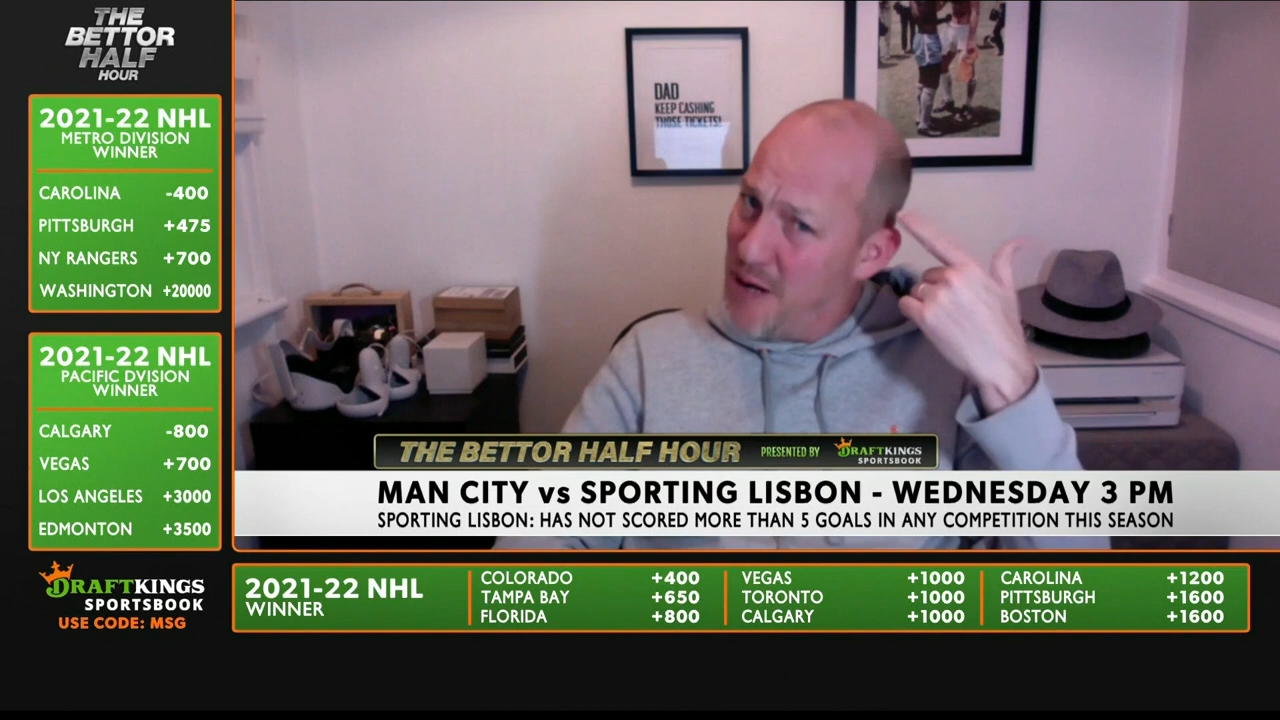 THE
BETTOR
HALF
HOUR
2021-22 NHL
METRO DIVISION
WINNER
CAROLINA -400
PITTSBURGH +475
NY RANGERS +700
WASHINGTON +20000
2021-22 NHL
PACIFIC DVISION
WINNER
CALGARY -800
VEGAS +700
LOS ANGELES +3000
EDMONTON +3500
DRAFTKINGS
SPORTSBOOK
USE CODE: MSG
DAD
KEEP CASHING
THOSE TICKETS!
THE BETTOR HALF HOUR PRESENTED BY DRAFTKINGS
SPORTSBOOK
MAN CITY vs SPORTING LISBON - WEDNESDAY 3 PM
SPORTING LISBON: HAS NOT SCORED MORE THAN 5 GOALS IN ANY COMPETITION THIS SEASON
2021-22 NHL
WINNER
COLORADO +400
TAMPA BAY +650
FLORIDA +800
VEGAS +1000
TORONTO +1000
CALGARY +1000
CAROLINA +1200
PITTSBURGH +1600
BOSTON +1600